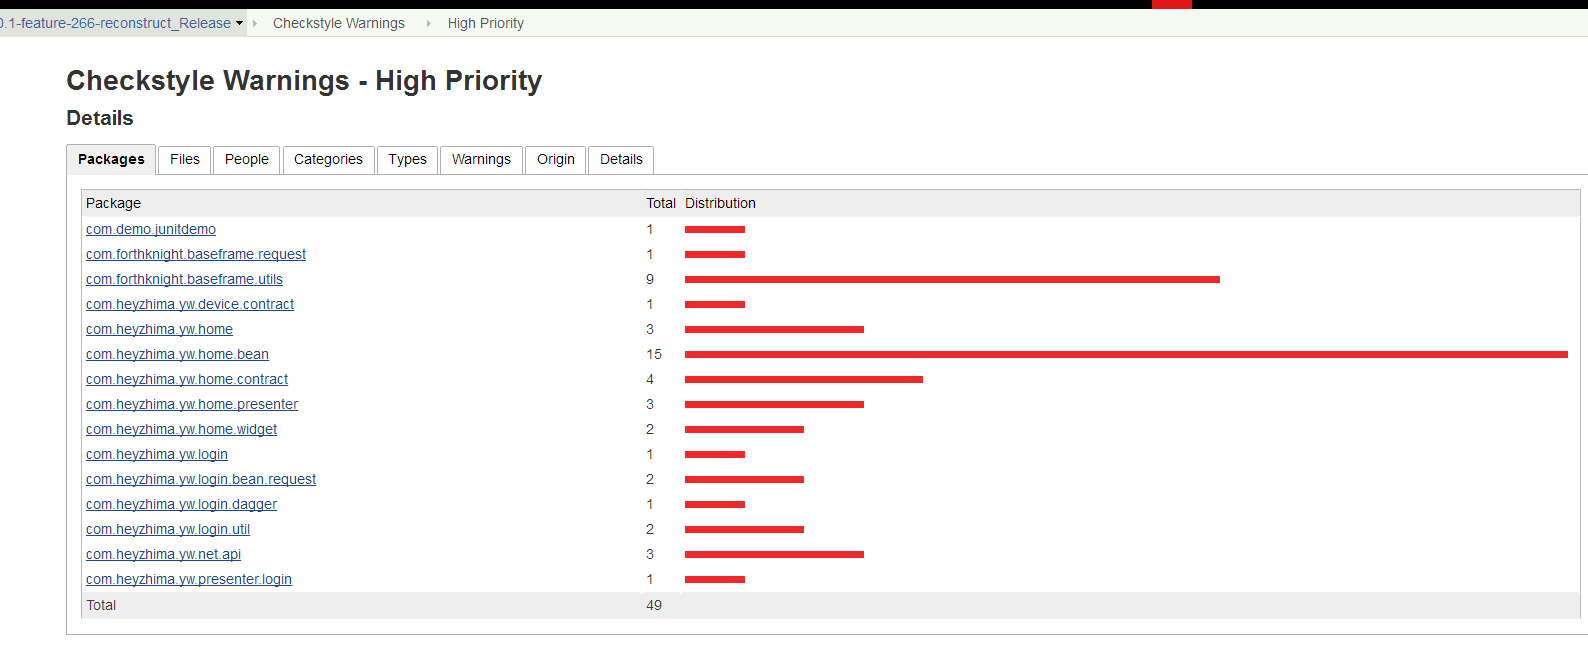 0.1-feature-266-reconstruct_Release Checkstyle Warnings High Priority
Checkstyle Warnings - High Priority
Details
Packages Files People Categories Types Warnings Origin Details
Package Total Distribution
com.demo.junitdemo 1
com.forthknight.baseframe.request 1
com.forthknight.baseframe.utils 9
com.heyzhima.yw.device.contract 1
com.heyzhima.yw.home 3
com.heyzhima.yw.home.bean 15
com.heyzhima.yw.home.contract 4
com.heyzhima.yw.home.presenter 3
com.heyzhima.yw.home.widget 2
com.heyzhima.yw.login 1
com.heyzhima.yw.login.bean.request 2
com.heyzhima.yw.login.dagger 1
com.heyzhima.yw.login.util 2
com.heyzhima.yw.net.api 3
com.heyzhima.yw.presenter.login 1
Total 49